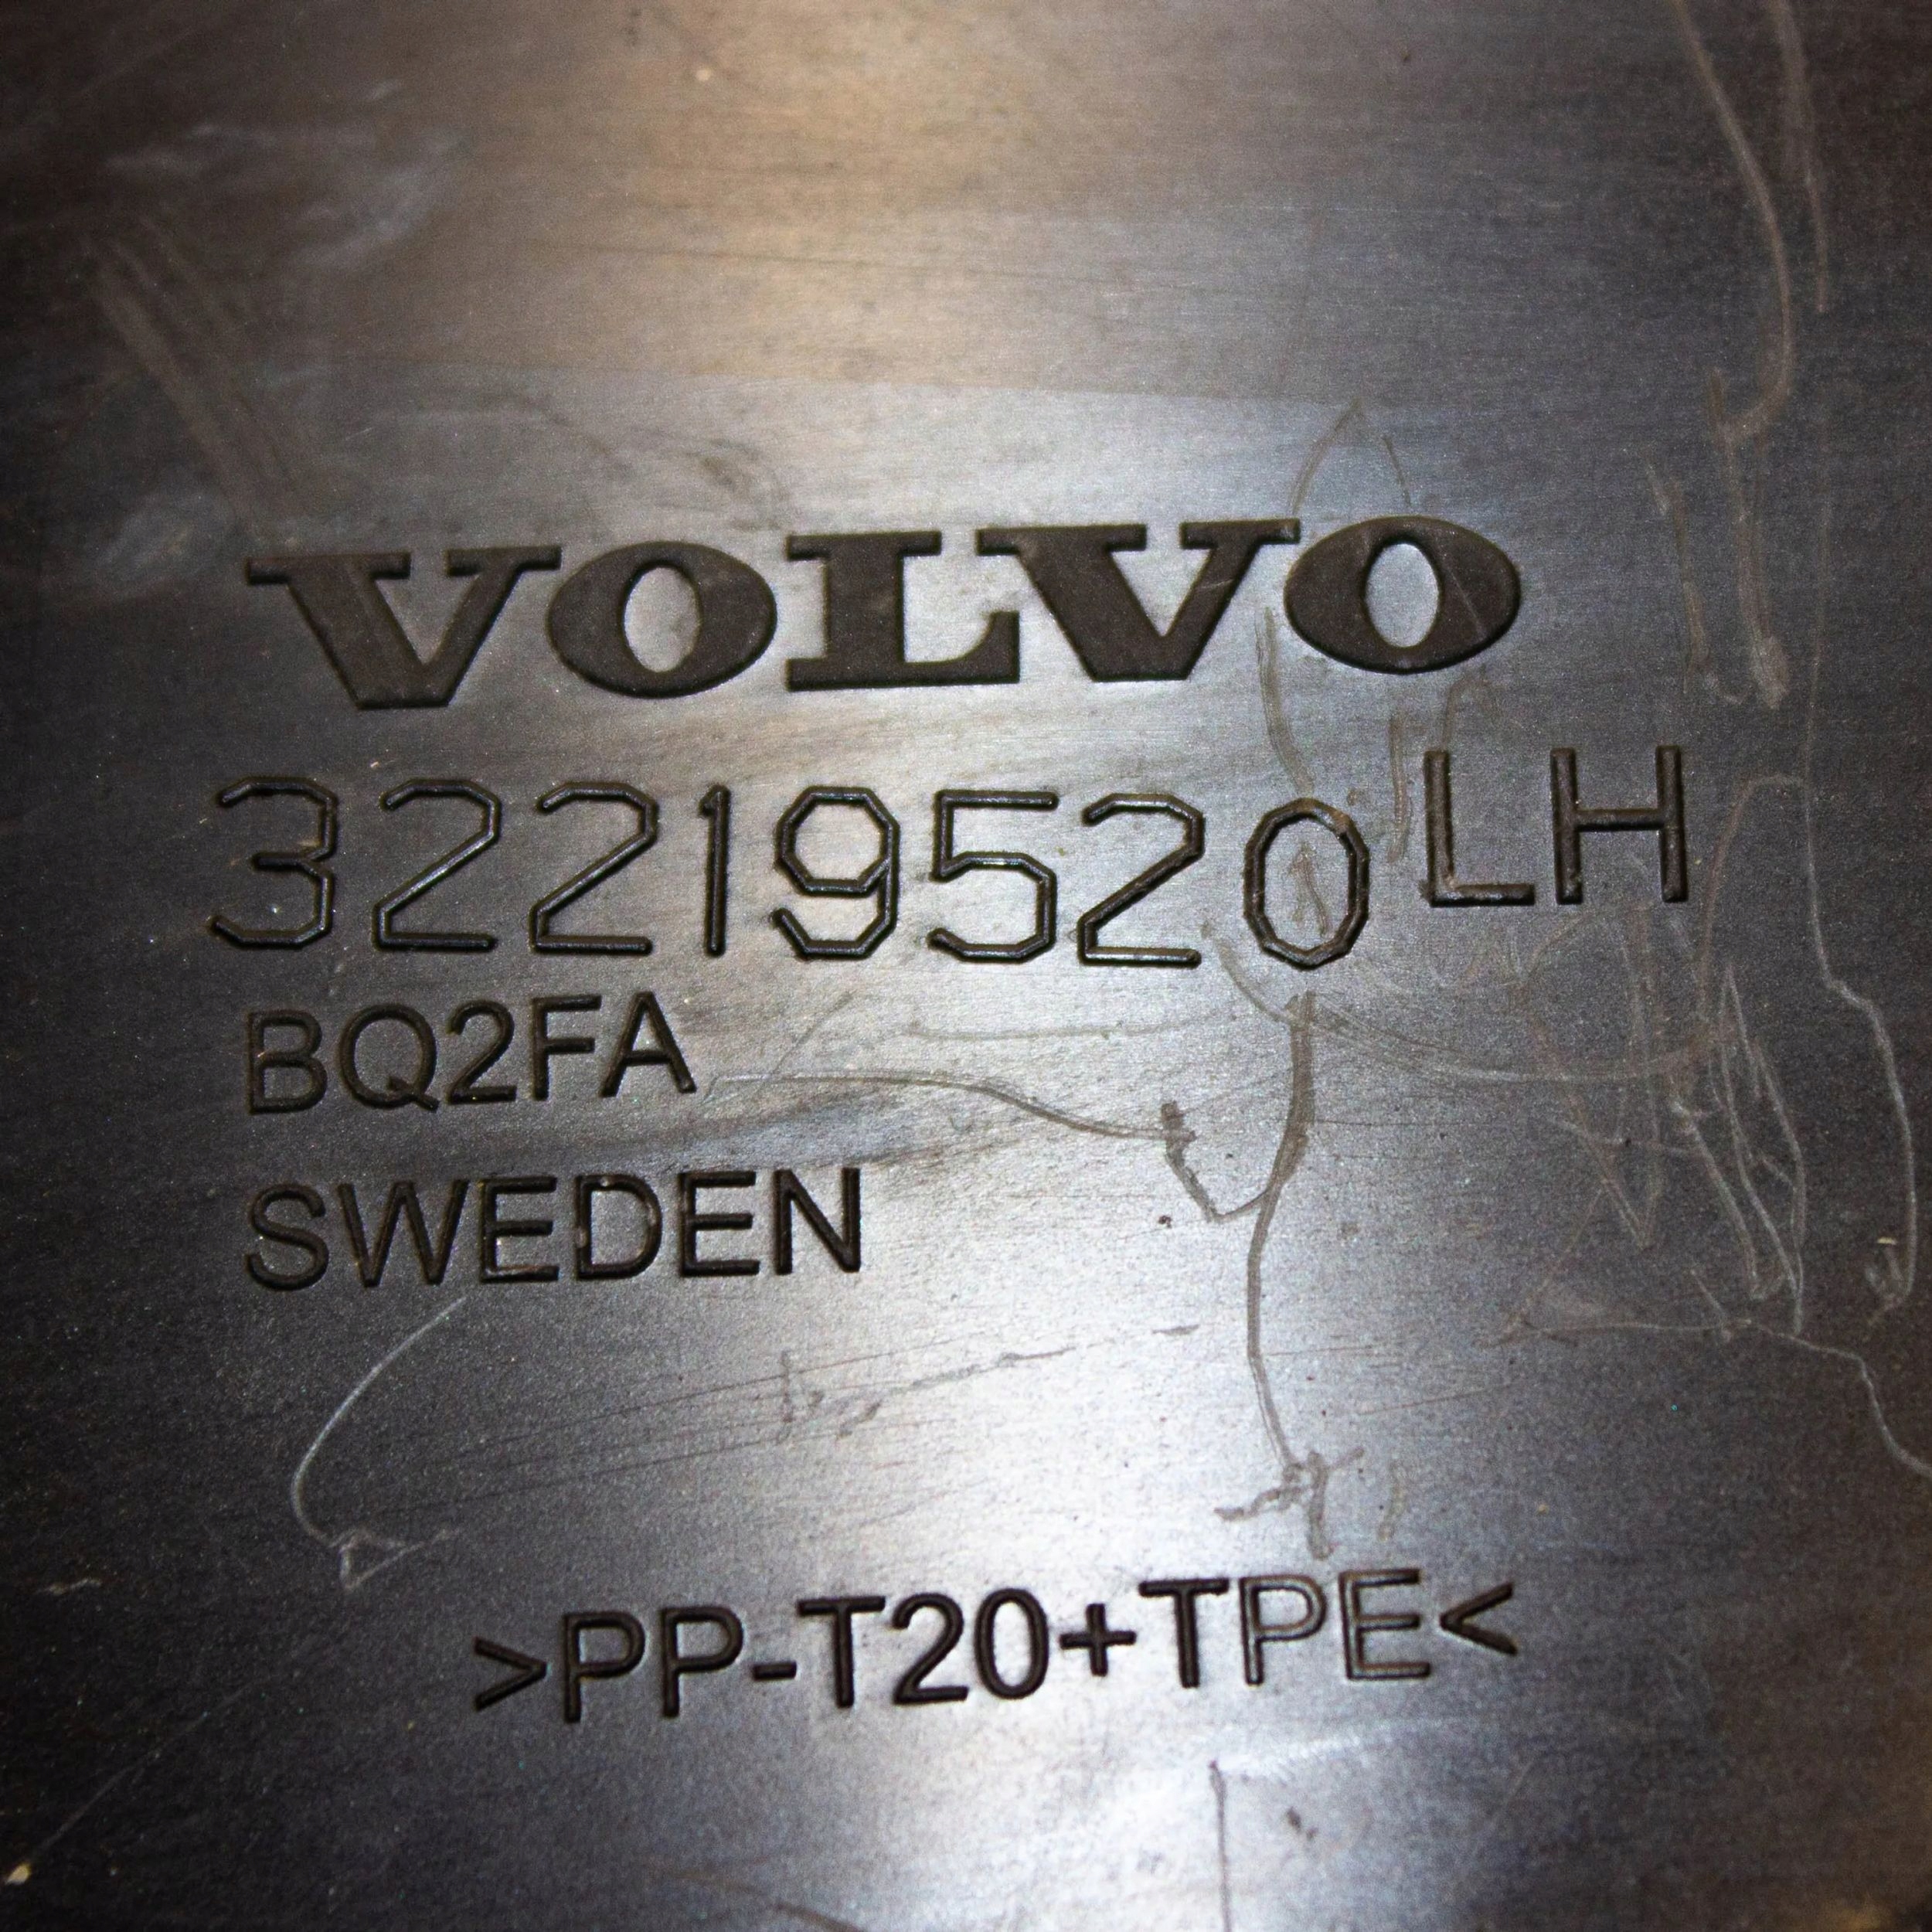 VOLVO
32219520 LH
BQ2FA
SWEDEN
>PP-T20+TPE<